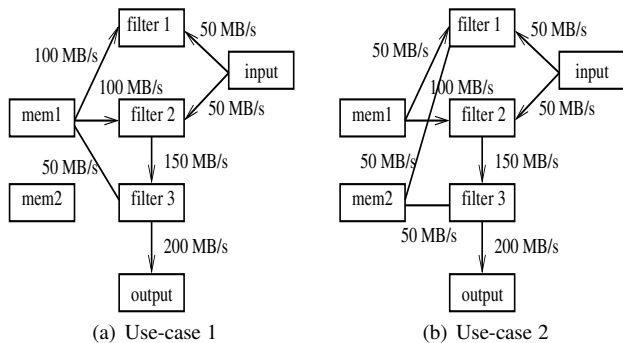 filter 1
50 MB/s
100 MB/s
input
100 MB/s
50 MB/s
mem1
filter 2
150 MB/s
50 MB/s
mem2
filter 3
200 MB/s
output
(a) Use-case 1
filter 1
50 MB/s
50 MB/s
input
100 MB/s
50 MB/s
mem1
filter 2
150 MB/s
50 MB/s
mem2
filter 3
50 MB/s
200 MB/s
output
(b) Use-case 2